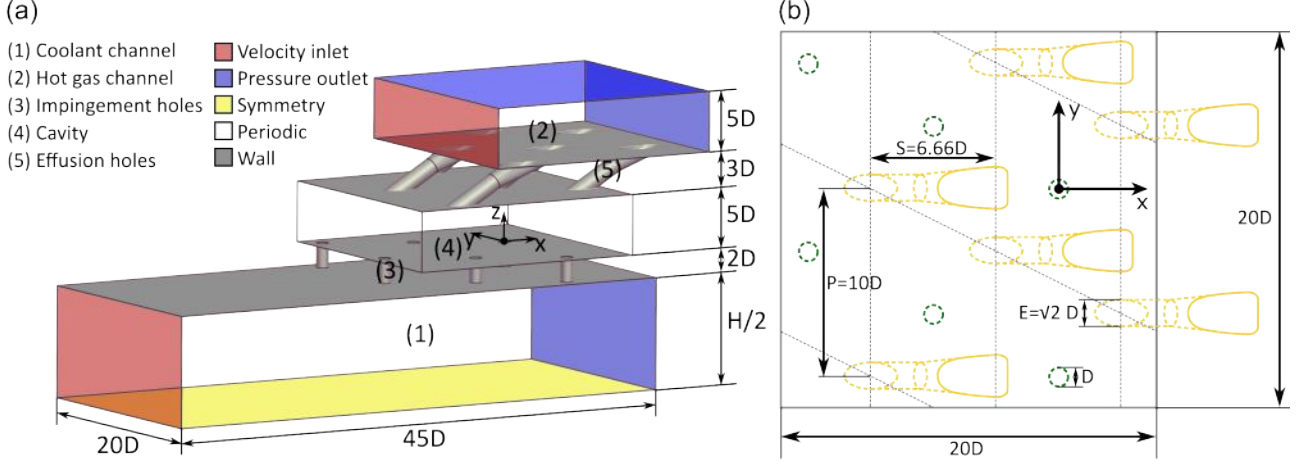 (a)
(1) Coolant channel
(2) Hot gas channel
(3) Impingement holes
(4) Cavity
(5) Effusion holes
Velocity inlet
Pressure outlet
Symmetry
Periodic
Wall
(2)
(5)
(4)
(3)
(1)
z
y
x
5D
3D
5D
2D
H/2
20D
45D
(b)
S=6.66D
y
x
P=10D
E=√2 D
D
20D
20D